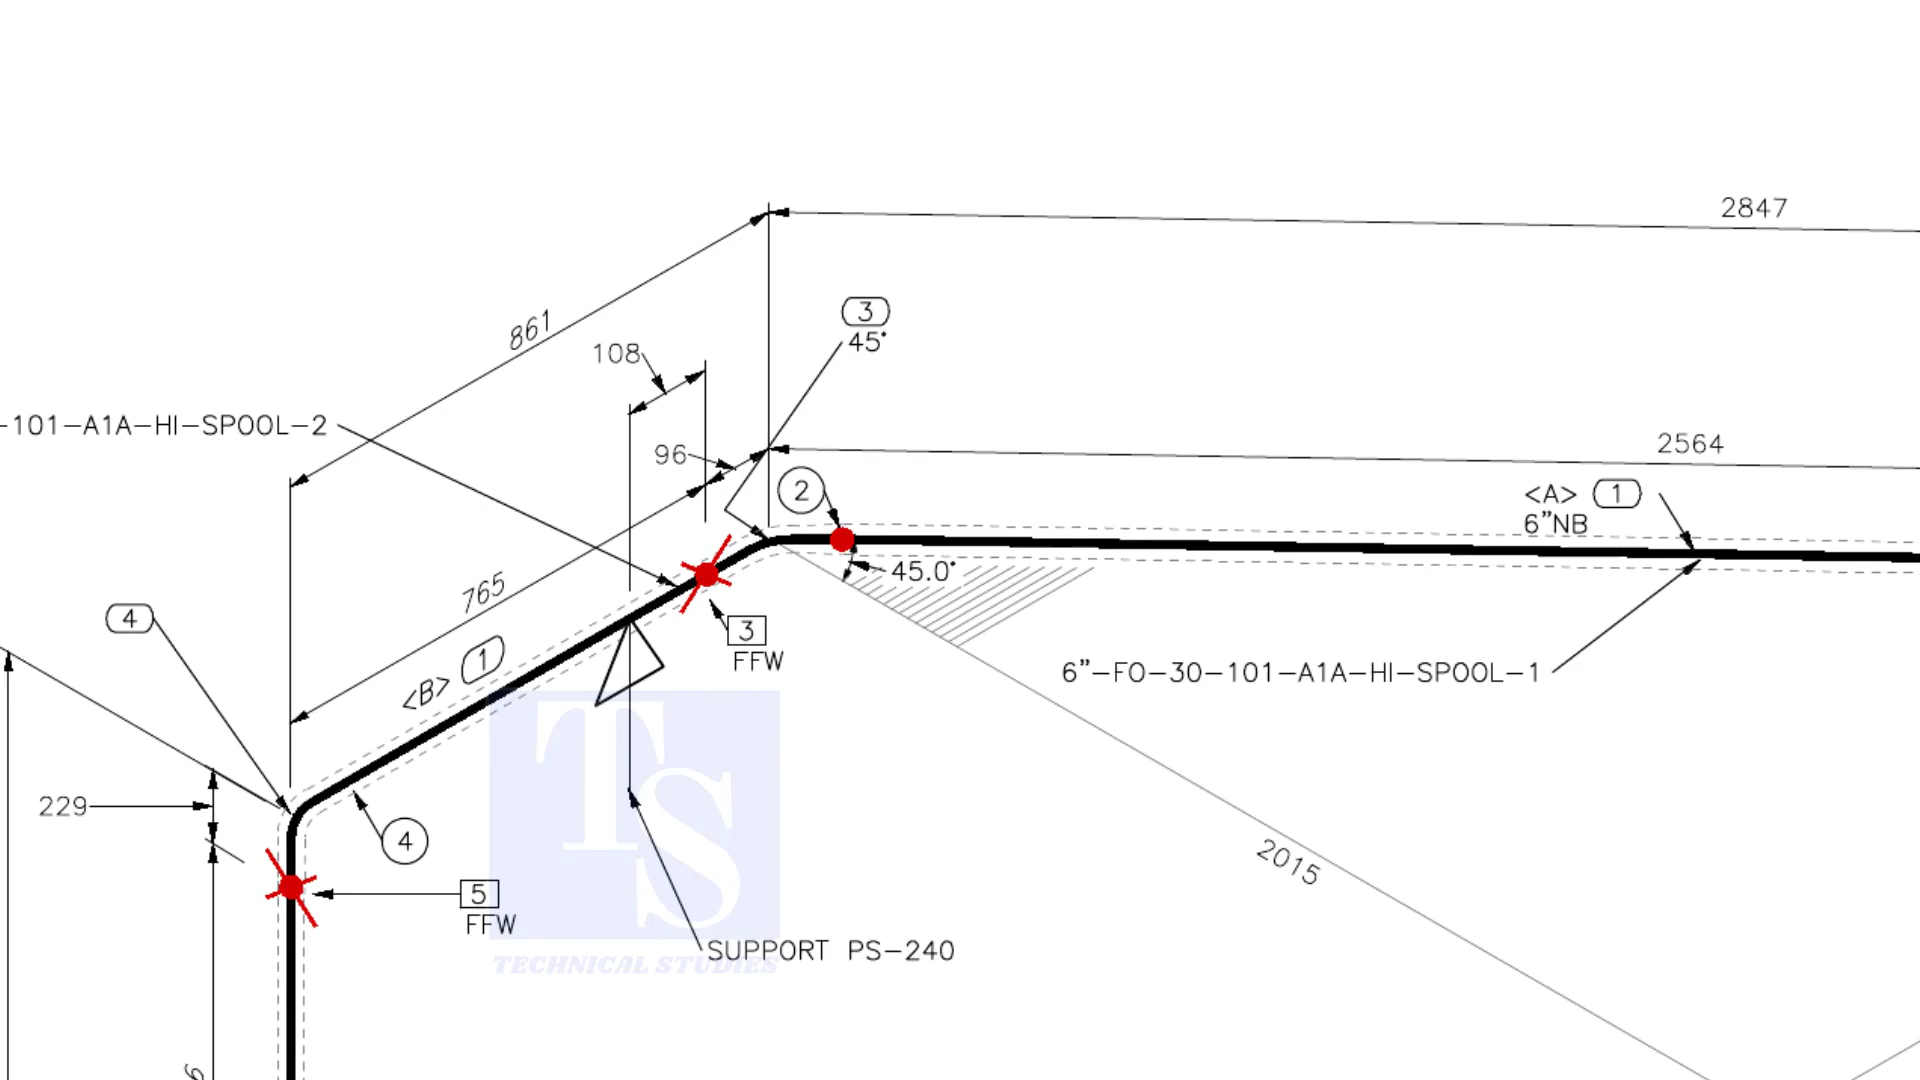 2847
861
3
45°
108
-101-A1A-HI-SPOOL-2
96
2564
2
<A> 1
6”NB
45.0°
765
4
3
FFW
6”-FO-30-101-A1A-HI-SPOOL-1
<B> 1
229
4
2015
5
FFW
SUPPORT PS-240
TS
TECHNICAL STUDIES
6